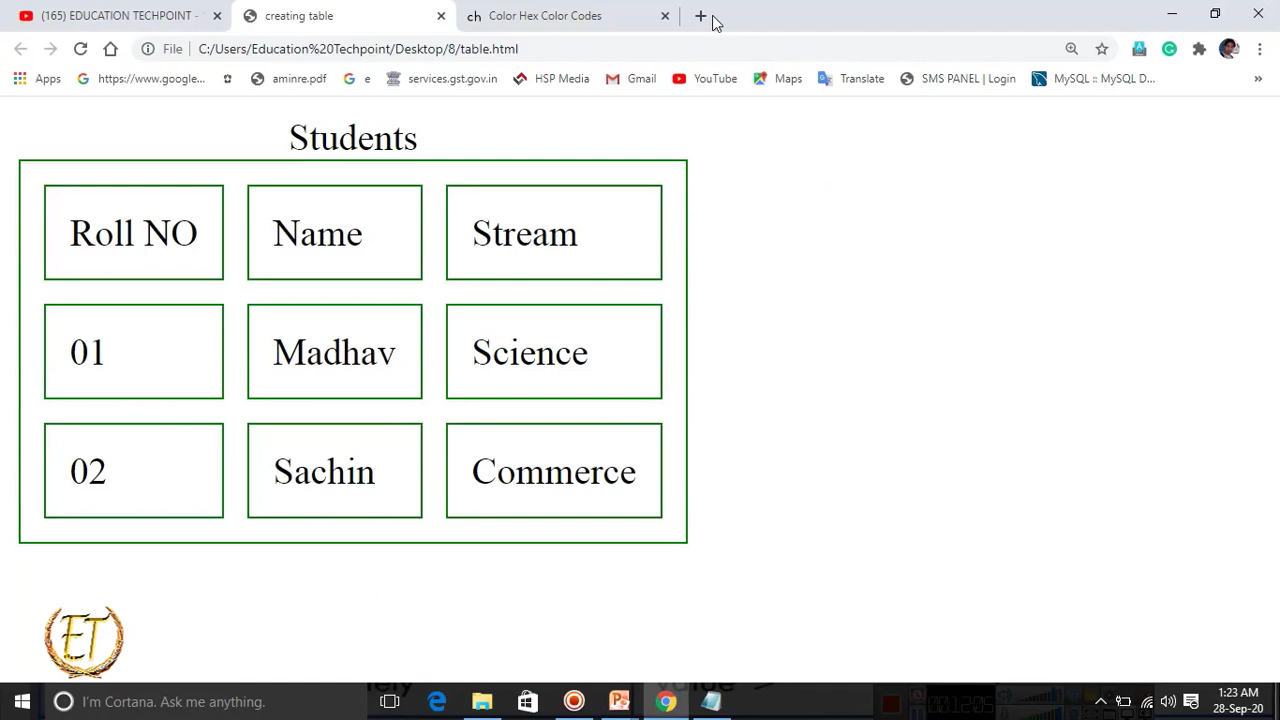 (165) EDUCATION TECHPOINT -
creating table
ch Color Hex Color Codes
File C:/Users/Education%20Techpoint/Desktop/8/table.html
Apps https://www.google... aminre.pdf e services.gst.gov.in HSP Media Gmail YouTube Maps Translate SMS PANEL | Login MySQL :: MySQL D... »
Students
Roll NO Name Stream
01 Madhav Science
02 Sachin Commerce
ET
I'm Cortana. Ask me anything.
1:23 AM
28-Sep-20